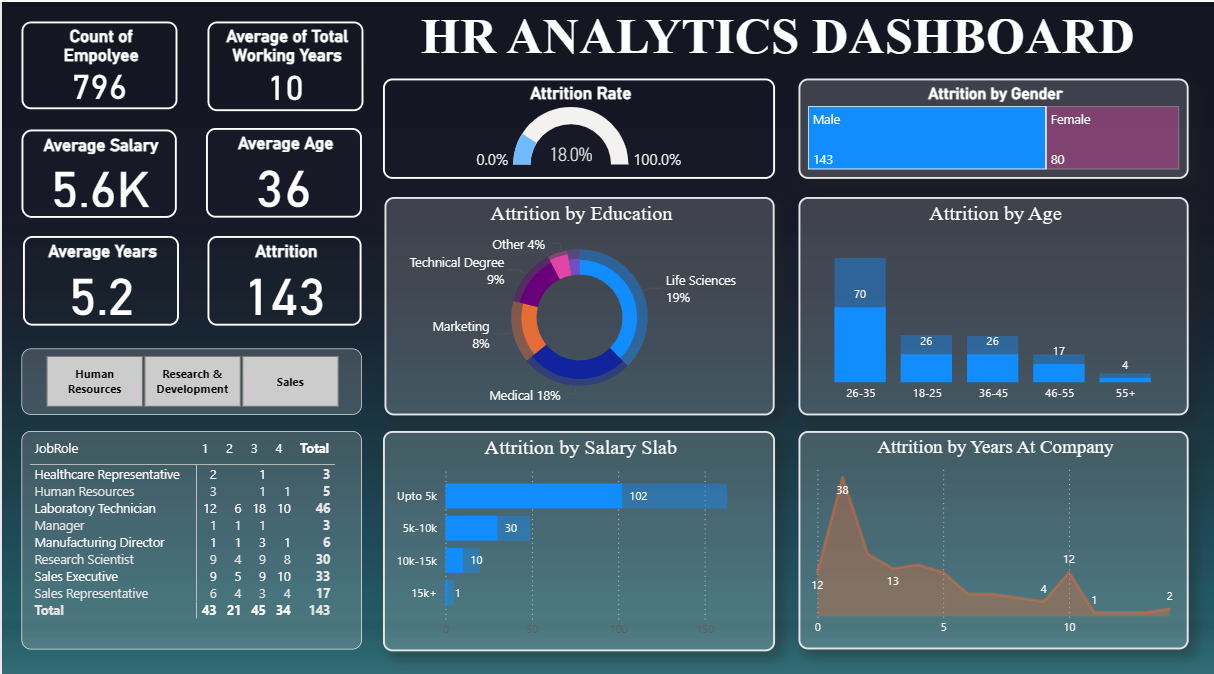 HR ANALYTICS DASHBOARD
Count of
Empolyee
796
Average of Total
Working Years
10
Average Salary
5.6K
Average Age
36
Average Years
5.2
Attrition
143
Human
Resources
Research &
Development
Sales
JobRole 1 2 3 4 Total
Healthcare Representative 2 1 3
Human Resources 3 1 1 5
Laboratory Technician 12 6 18 10 46
Manager 1 1 1 3
Manufacturing Director 1 1 3 1 6
Research Scientist 9 4 9 8 30
Sales Executive 9 5 9 10 33
Sales Representative 6 4 3 4 17
Total 43 21 45 34 143
Attrition Rate
0.0% 18.0% 100.0%
Attrition by Gender
Male
143
Female
80
Attrition by Education
Other 4%
Technical Degree
9%
Life Sciences
19%
Marketing
8%
Medical 18%
Attrition by Age
70
26
26
17
4
26-35 18-25 36-45 46-55 55+
Attrition by Salary Slab
Upto 5k 102
5k-10k 30
10k-15k 10
15k+ 1
0 50 100 150
Attrition by Years At Company
38
12
13
4
12
1
2
0 5 10